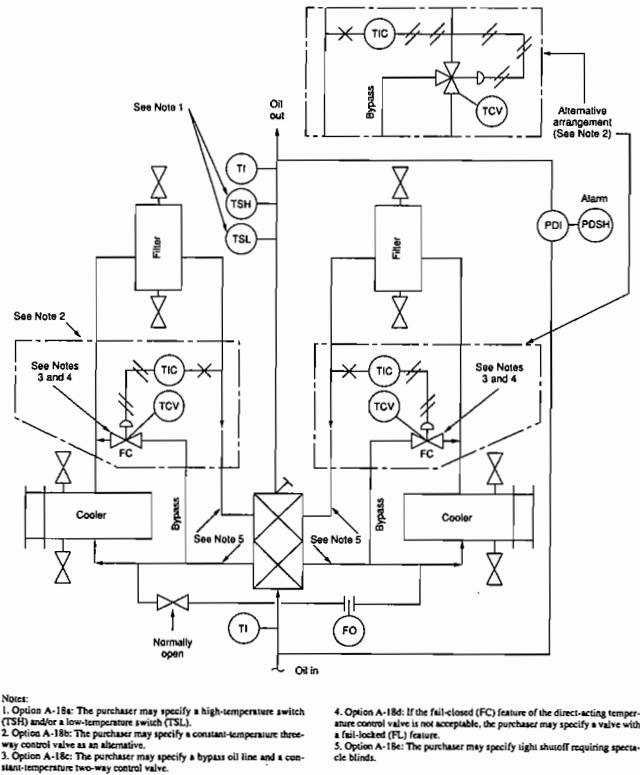 TIC
Bypass
TCV
Alternative
arrangement
(See Note 2)
See Note 1
Oil
out
TI
TSH
TSL
Alarm
PDI
PDSH
Filter
Filter
See Note 2
See Notes
3 and 4
TIC
TCV
FC
TIC
TCV
FC
See Notes
3 and 4
Cooler
Bypass
See Note 5
See Note 5
Bypass
Cooler
Normally
open
TI
FO
Oil in
Notes:
1. Option A-18a: The purchaser may specify a high-temperature switch
(TSH) and/or a low-temperature switch (TSL).
2. Option A-18b: The purchaser may specify a constant-temperature three-
way control valve as an alternative.
3. Option A-18c: The purchaser may specify a bypass oil line and a con-
stant-temperature two-way control valve.
4. Option A-18d: If the fail-closed (FC) feature of the direct-acting temper-
ature control valve is not acceptable, the purchaser may specify a valve with
a fail-locked (FL) feature.
5. Option A-18e: The purchaser may specify tight shutoff requiring specta-
cle blinds.